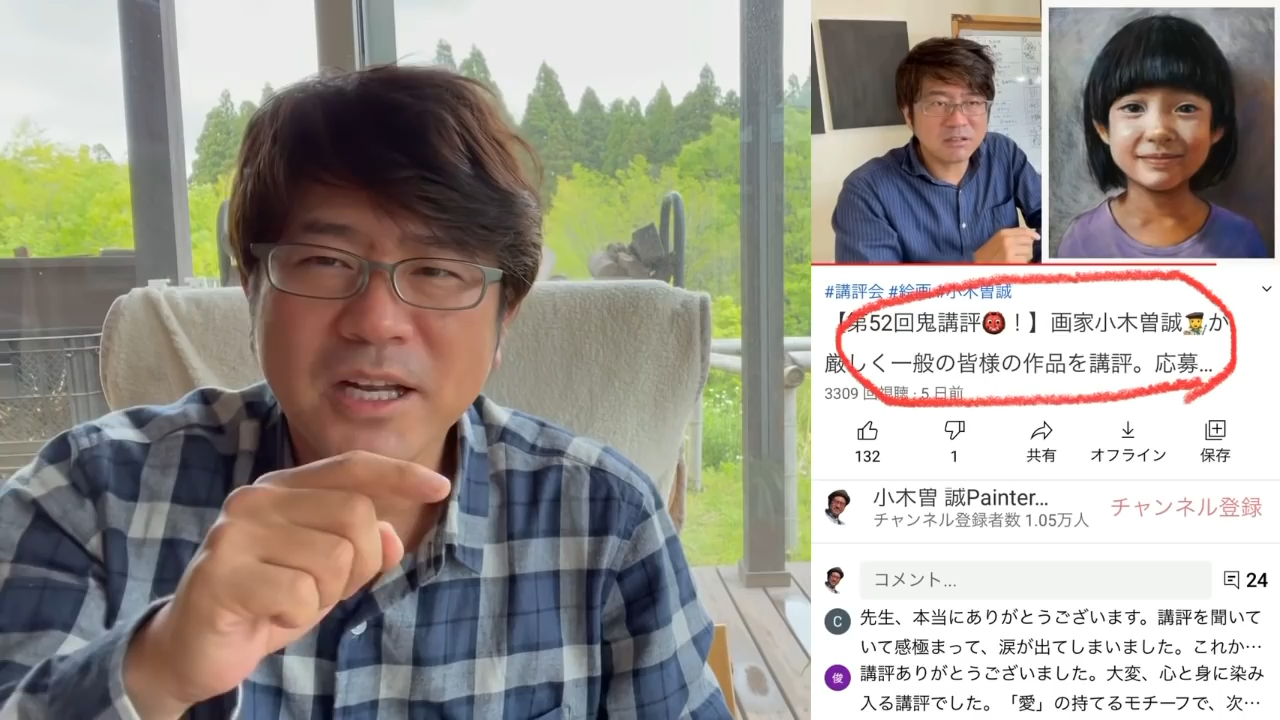 #講評会 #絵画 #小木曽誠
【第52回鬼講評👹！】画家小木曽誠👨‍🎨が
厳しく一般の皆様の作品を講評。応募...
3309 回視聴・5 日前
132
1
共有
オフライン
保存
小木曽 誠Painter...
チャンネル登録者数 1.05万人
チャンネル登録
コメント...
24
C
先生、本当にありがとうございます。講評を聞いて
いて感極まって、涙が出てしまいました。これか…
俊
講評ありがとうございました。大変、心と身に染み
入る講評でした。「愛」の持てるモチーフで、次…